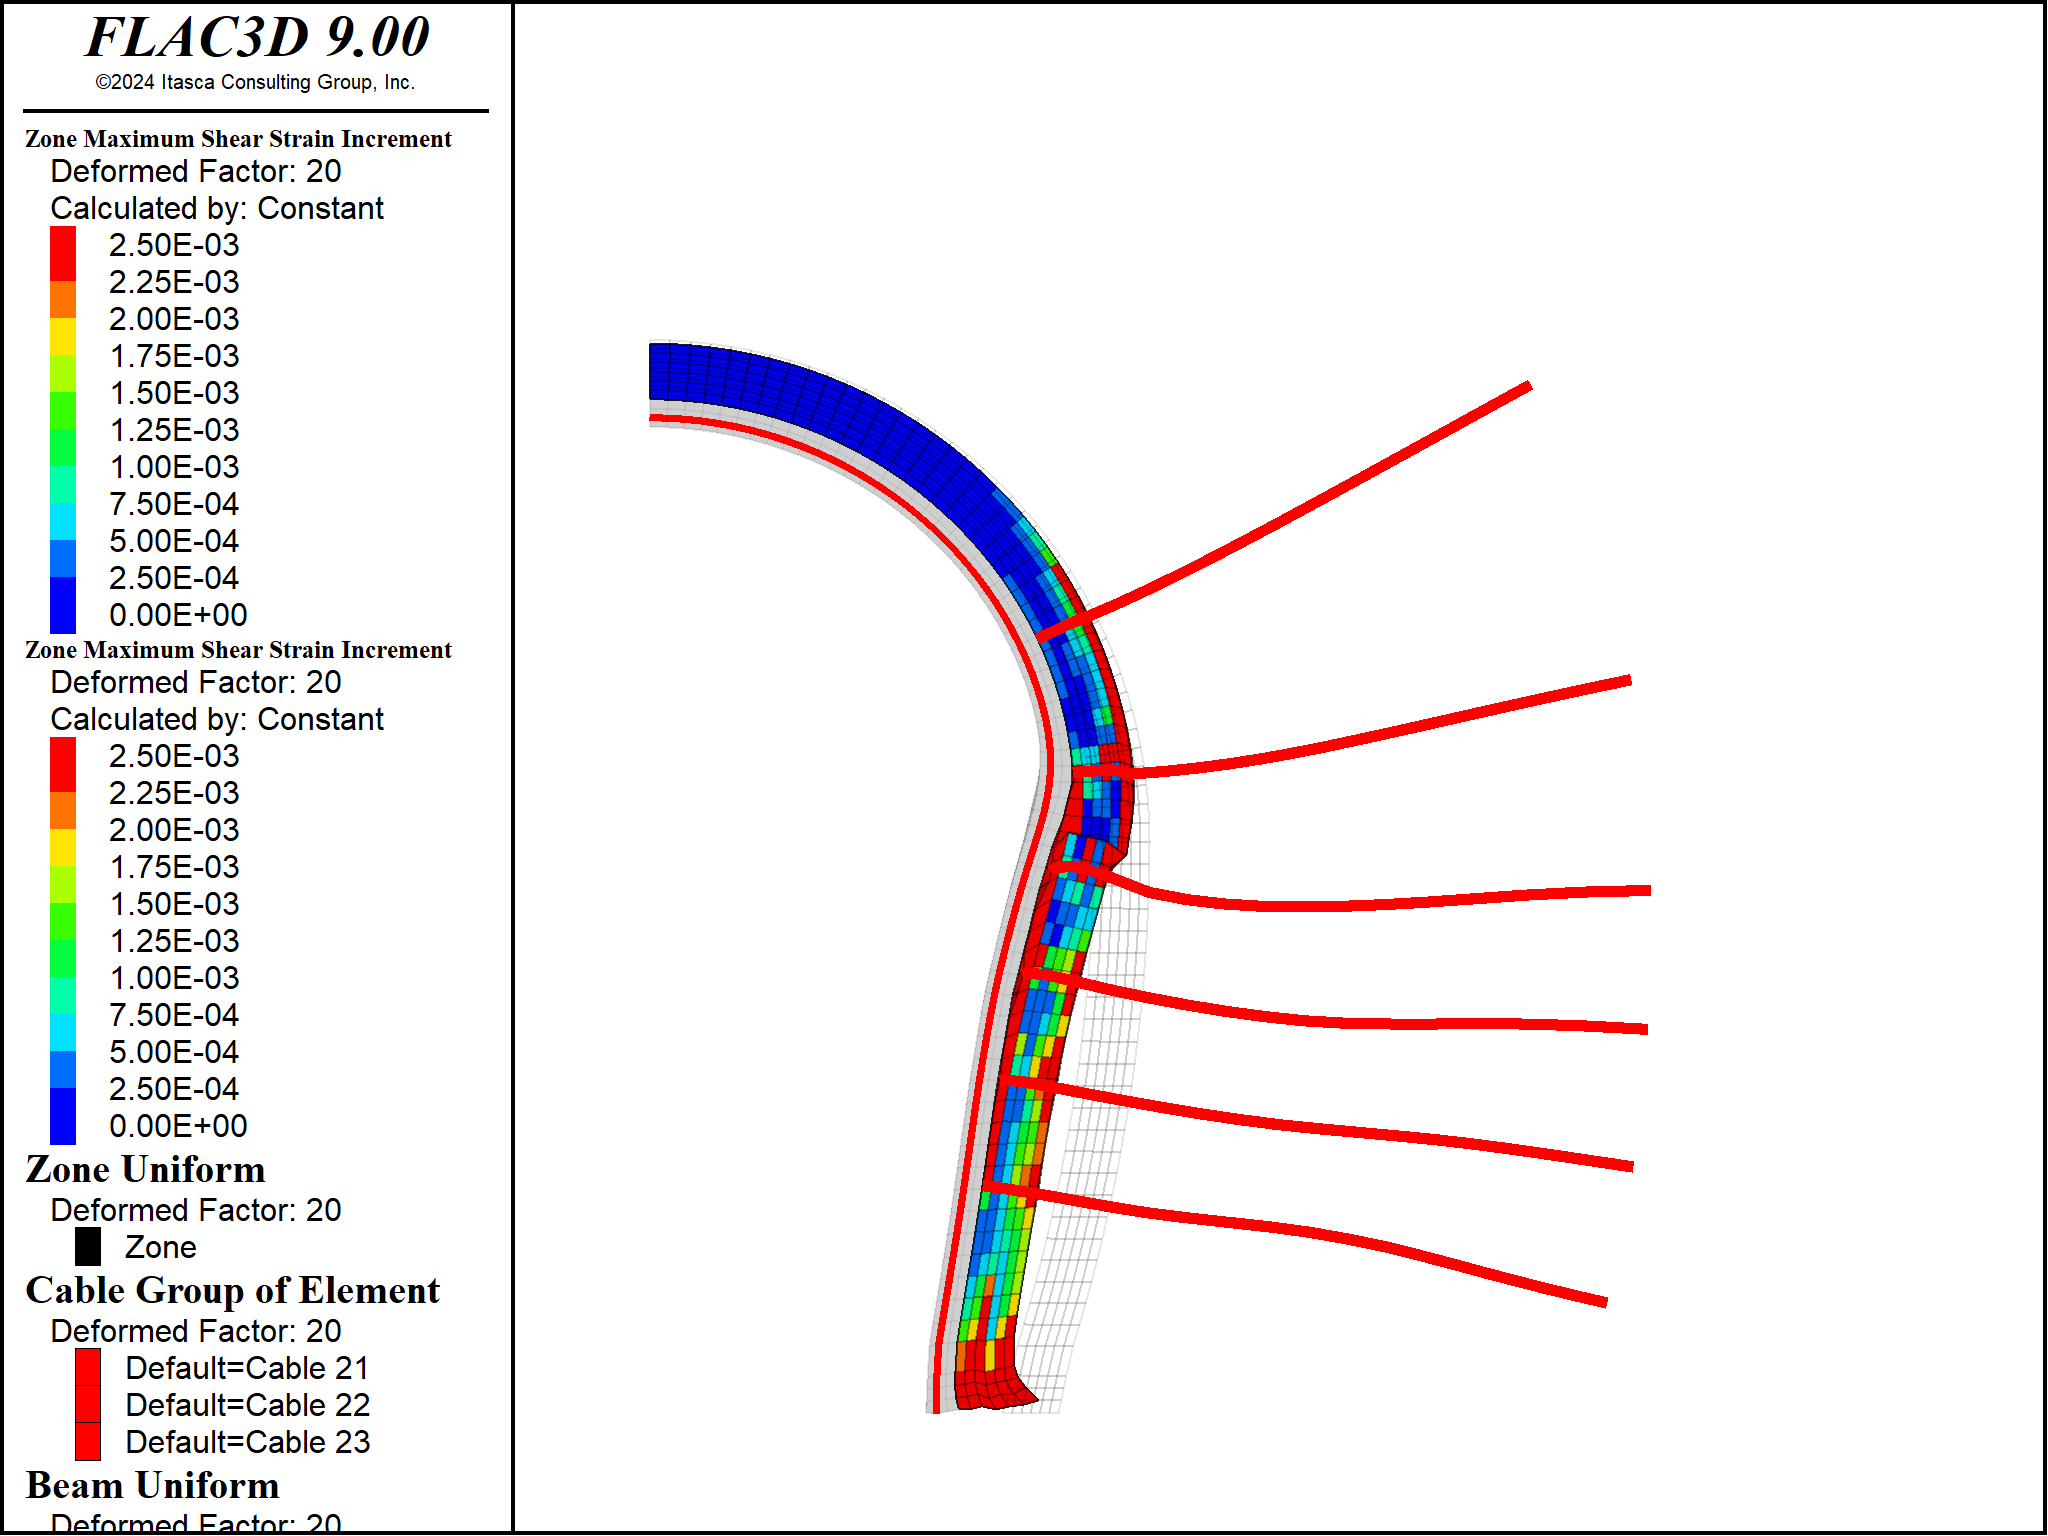 FLAC3D 9.00
©2024 Itasca Consulting Group, Inc.
Zone Maximum Shear Strain Increment
Deformed Factor: 20
Calculated by: Constant
2.50E-03
2.25E-03
2.00E-03
1.75E-03
1.50E-03
1.25E-03
1.00E-03
7.50E-04
5.00E-04
2.50E-04
0.00E+00
Zone Maximum Shear Strain Increment
Deformed Factor: 20
Calculated by: Constant
2.50E-03
2.25E-03
2.00E-03
1.75E-03
1.50E-03
1.25E-03
1.00E-03
7.50E-04
5.00E-04
2.50E-04
0.00E+00
Zone Uniform
Deformed Factor: 20
Zone
Cable Group of Element
Deformed Factor: 20
Default=Cable 21
Default=Cable 22
Default=Cable 23
Beam Uniform
Deformed Factor: 20